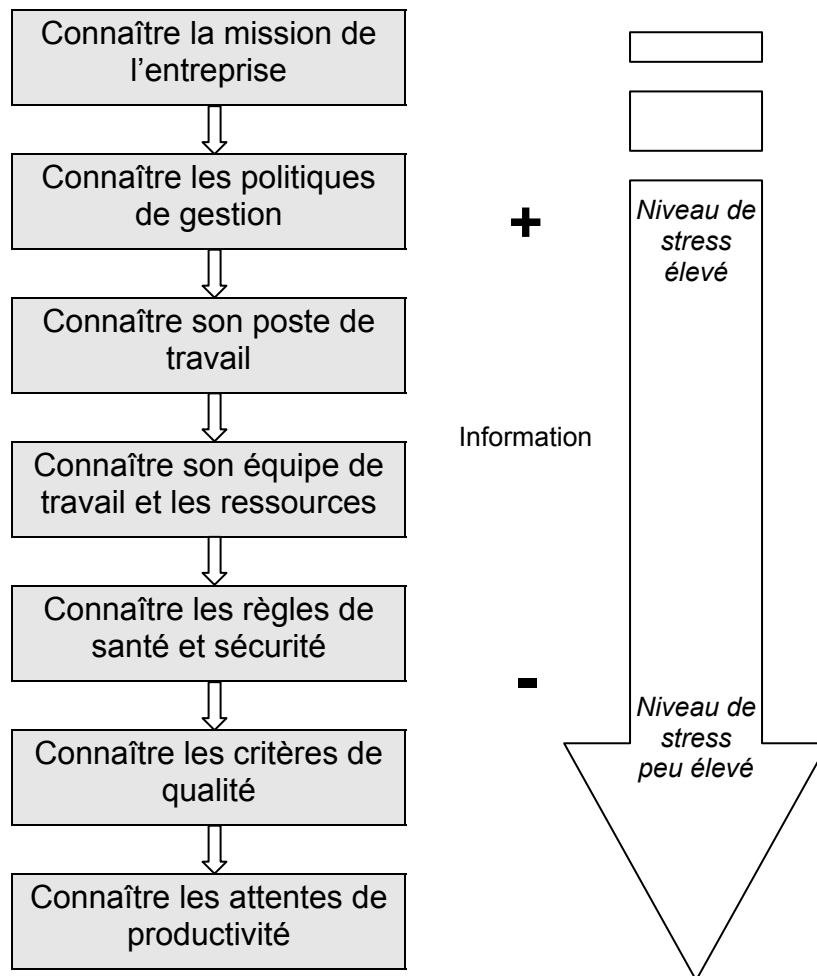 Connaître la mission de
l’entreprise
Connaître les politiques
de gestion
Connaître son poste de
travail
Connaître son équipe de
travail et les ressources
Connaître les règles de
santé et sécurité
Connaître les critères de
qualité
Connaître les attentes de
productivité
+
Information
-
Niveau de
stress
élevé
Niveau de
stress
peu élevé